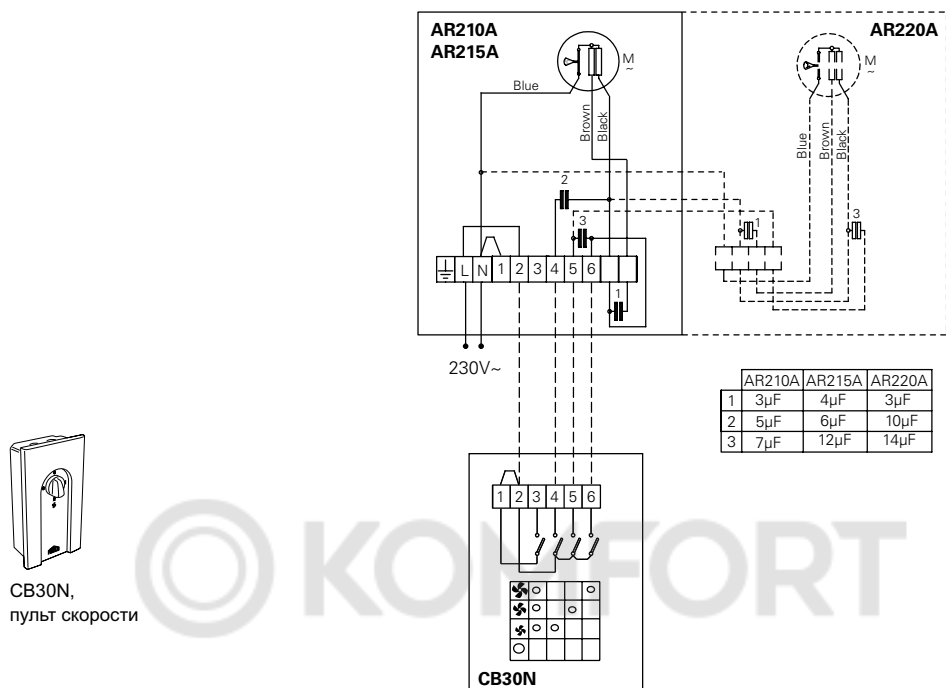 AR210A
AR215A
AR220A
M
~
M
~
Blue
Brown
Black
Blue
Brown
Black
2
3
1
3
L N 1 2 3 4 5 6
1
230V~
AR210A AR215A AR220A
1 3µF 4µF 3µF
2 5µF 6µF 10µF
3 7µF 12µF 14µF
1 2 3 4 5 6
KOMFORT
CB30N,
пульт скорости
CB30N